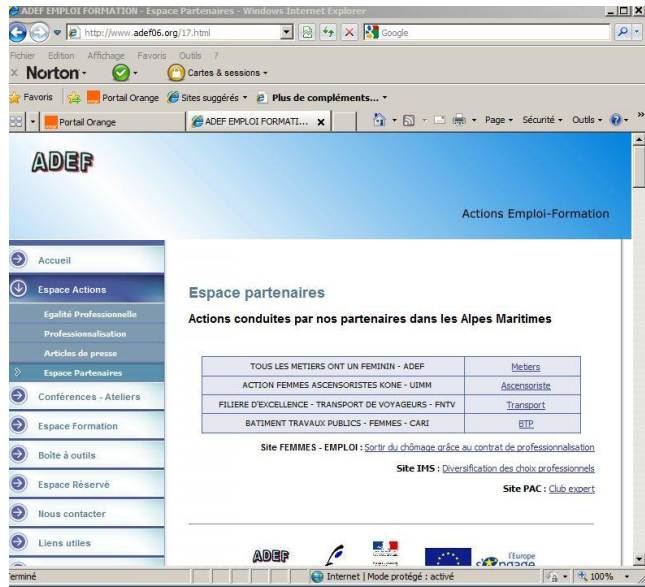 ADEF EMPLOI FORMATION - Espace Partenaires - Windows Internet Explorer
http://www.adef06.org/17.html
Google
Fichier Edition Affichage Favoris Outils ?
Norton
Cartes & sessions
Favoris Portail Orange Sites suggérés Plus de compléments...
Portail Orange ADEF EMPLOI FORMATI... Page Sécurité Outils
ADEF
Actions Emploi-Formation
Accueil
Espace Actions
Egalité Professionnelle
Professionnalisation
Articles de presse
Espace Partenaires
Conférences - Ateliers
Espace Formation
Boîte à outils
Espace Réservé
Nous contacter
Liens utiles
Espace partenaires
Actions conduites par nos partenaires dans les Alpes Maritimes
TOUS LES METIERS ONT UN FEMININ - ADEF Metiers
ACTION FEMMES ASCENSORISTES KONE - UIMM Ascensoriste
FILIERE D'EXCELLENCE - TRANSPORT DE VOYAGEURS - FNTV Transport
BATIMENT TRAVAUX PUBLICS - FEMMES - CARI BTP
Site FEMMES - EMPLOI : Sortir du chômage grâce au contrat de professionnalisation
Site IMS : Diversification des choix professionnels
Site PAC : Club expert
ADEF
l'Europe
s'engage
erminé Internet | Mode protégé : activé 100%